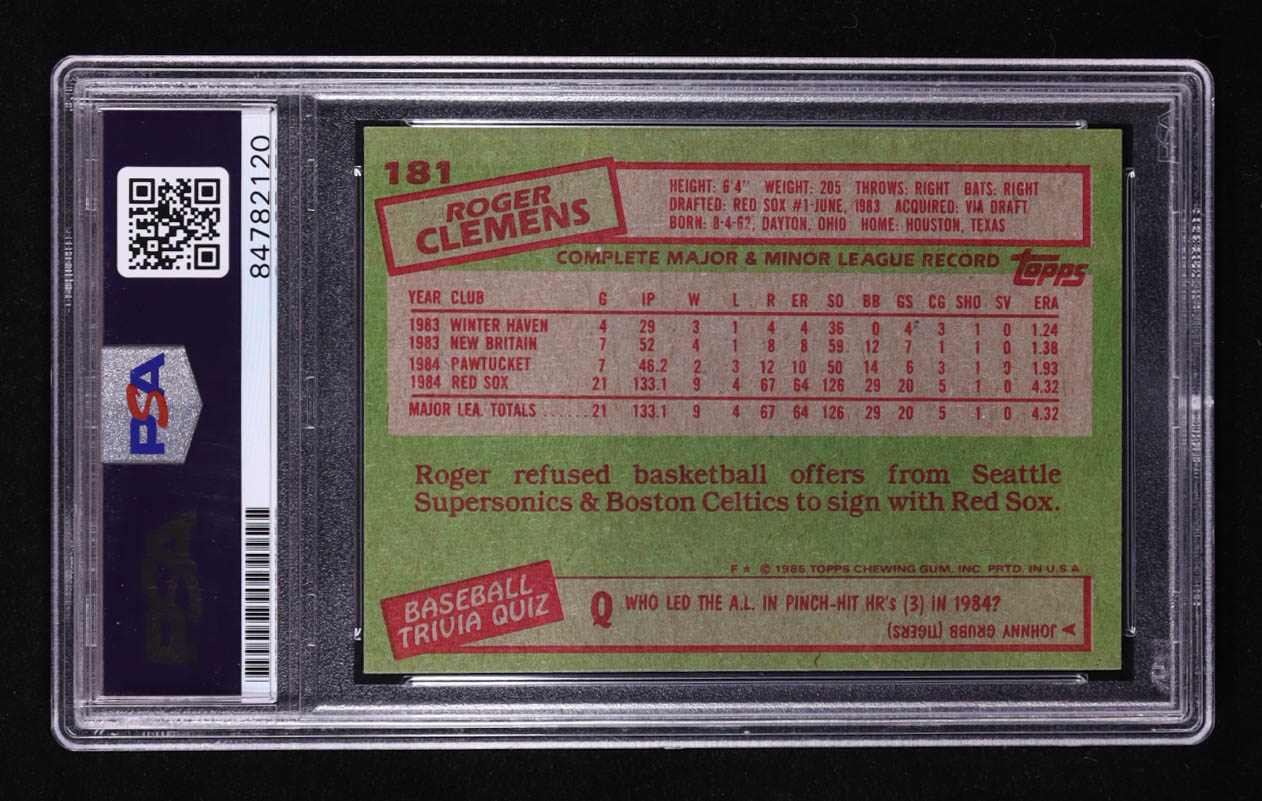 84782120
PSA
PSA
181
ROGER
CLEMENS
HEIGHT: 6'4" WEIGHT: 205 THROWS: RIGHT BATS: RIGHT
DRAFTED: RED SOX #1-JUNE, 1983 ACQUIRED: VIA DRAFT
BORN: 8-4-62, DAYTON, OHIO HOME: HOUSTON, TEXAS
COMPLETE MAJOR & MINOR LEAGUE RECORD topps
YEAR CLUB G IP W L R ER SO BB GS CG SHO SV ERA
1983 WINTER HAVEN 4 29 3 1 4 4 36 0 4 3 1 0 1.24
1983 NEW BRITAIN 7 52 4 1 8 8 59 12 7 1 1 0 1.38
1984 PAWTUCKET 7 46.2 2 3 12 10 50 14 6 3 1 0 1.93
1984 RED SOX 21 133.1 9 4 67 64 126 29 20 5 1 0 4.32
MAJOR LEA. TOTALS ......21 133.1 9 4 67 64 126 29 20 5 1 0 4.32
Roger refused basketball offers from Seattle
Supersonics & Boston Celtics to sign with Red Sox.
F ★ © 1985 TOPPS CHEWING GUM, INC. PRTD. IN U.S.A.
BASEBALL
TRIVIA QUIZ
Q WHO LED THE A.L. IN PINCH-HIT HR's (3) IN 1984?
A JOHNNY GRUBB (TIGERS)
PSA